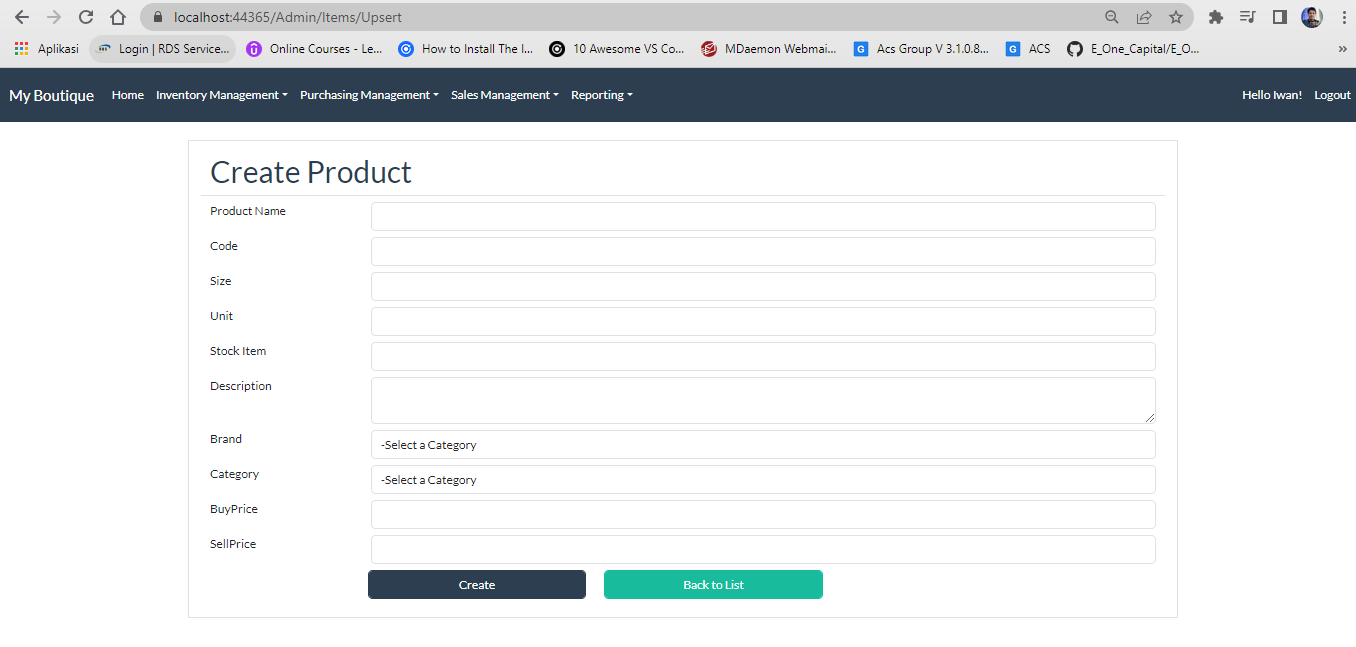 localhost:44365/Admin/Items/Upsert
Aplikasi Login | RDS Service... Online Courses - Le... How to Install The I... 10 Awesome VS Co... MDaemon Webmai... G Acs Group V 3.1.0.8... G ACS E_One_Capital/E_O... »
My Boutique Home Inventory Management Purchasing Management Sales Management Reporting Hello Iwan! Logout
Create Product
Product Name
Code
Size
Unit
Stock Item
Description
Brand -Select a Category
Category -Select a Category
BuyPrice
SellPrice
Create Back to List